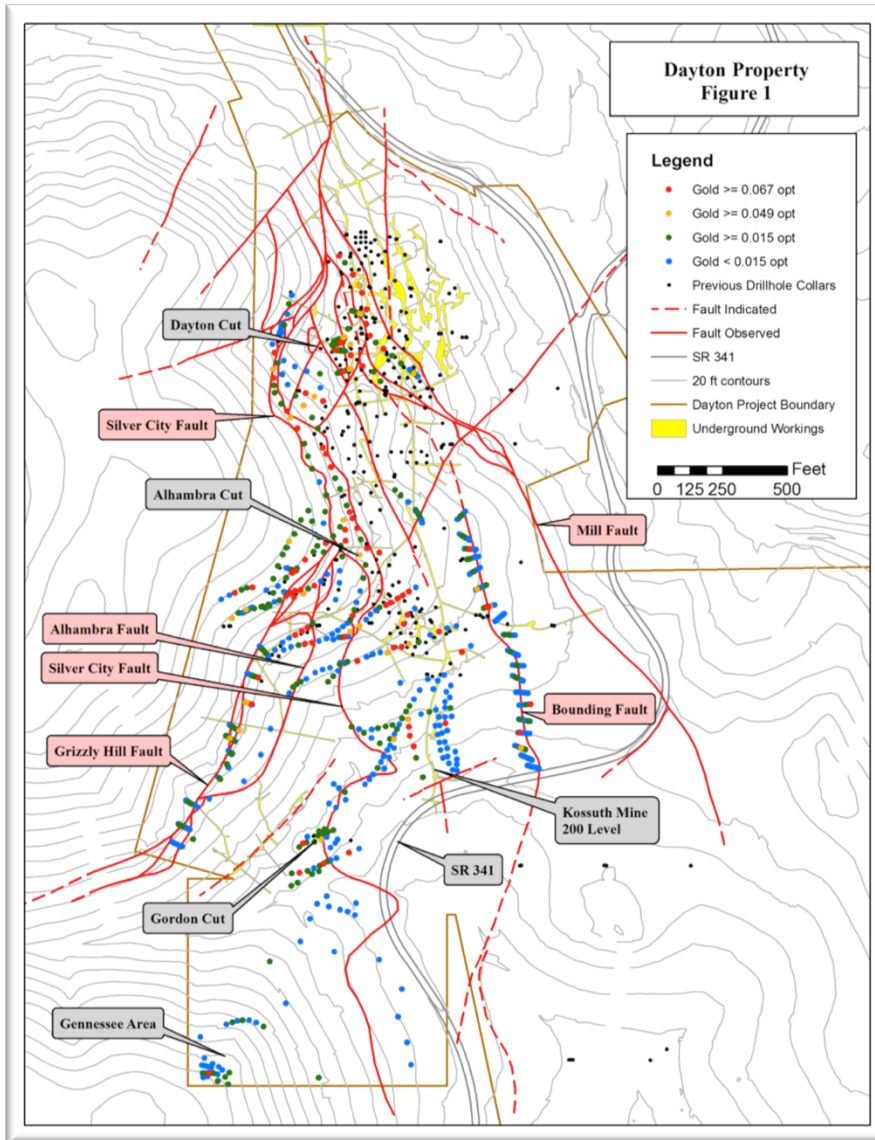 Dayton Property
Figure 1
Legend
Gold >= 0.067 opt
Gold >= 0.049 opt
Gold >= 0.015 opt
Gold < 0.015 opt
Previous Drillhole Collars
Fault Indicated
Fault Observed
SR 341
20 ft contours
Dayton Project Boundary
Underground Workings
Feet
0 125 250 500
Dayton Cut
Silver City Fault
Alhambra Cut
Mill Fault
Alhambra Fault
Silver City Fault
Bounding Fault
Grizzly Hill Fault
Kossuth Mine
200 Level
SR 341
Gordon Cut
Gennessee Area